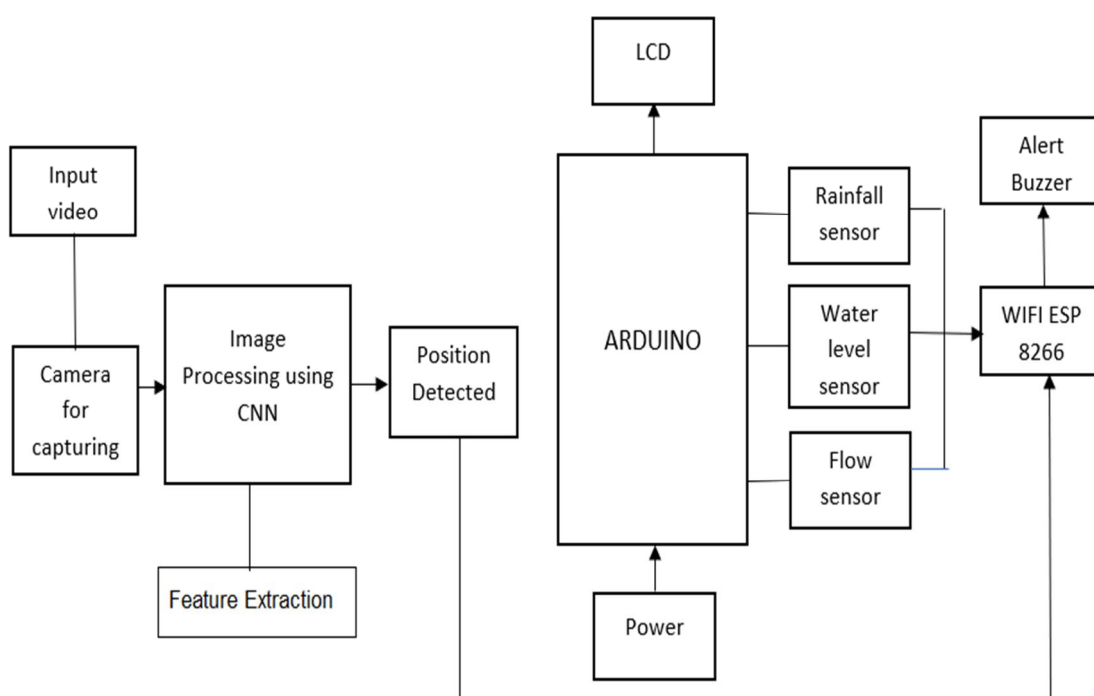 LCD
Input
video
Alert
Buzzer
Rainfall
sensor
Image
Processing using
CNN
Position
Detected
Camera
for
capturing
ARDUINO
Water
level
sensor
WIFI ESP
8266
Flow
sensor
Feature Extraction
Power